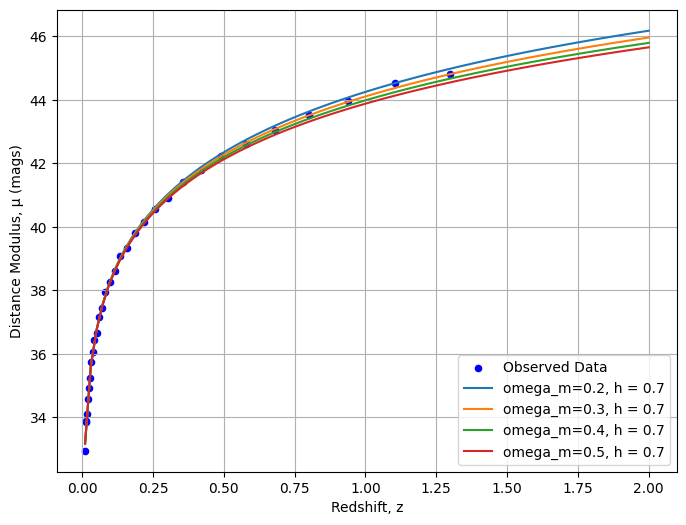 46
44
42
40
38
36
34
Distance Modulus, μ (mags)
0.00 0.25 0.50 0.75 1.00 1.25 1.50 1.75 2.00
Redshift, z
Observed Data
omega_m=0.2, h = 0.7
omega_m=0.3, h = 0.7
omega_m=0.4, h = 0.7
omega_m=0.5, h = 0.7